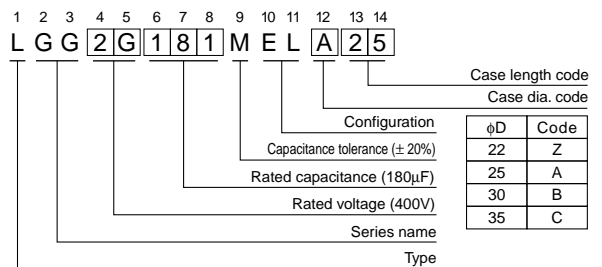 1 2 3 4 5 6 7 8 9 10 11 12 13 14
L G G 2 G 1 8 1 M E L A 2 5
Case length code
Case dia. code
Configuration
Capacitance tolerance (± 20%)
Rated capacitance (180µF)
Rated voltage (400V)
Series name
Type
ϕD Code
22 Z
25 A
30 B
35 C